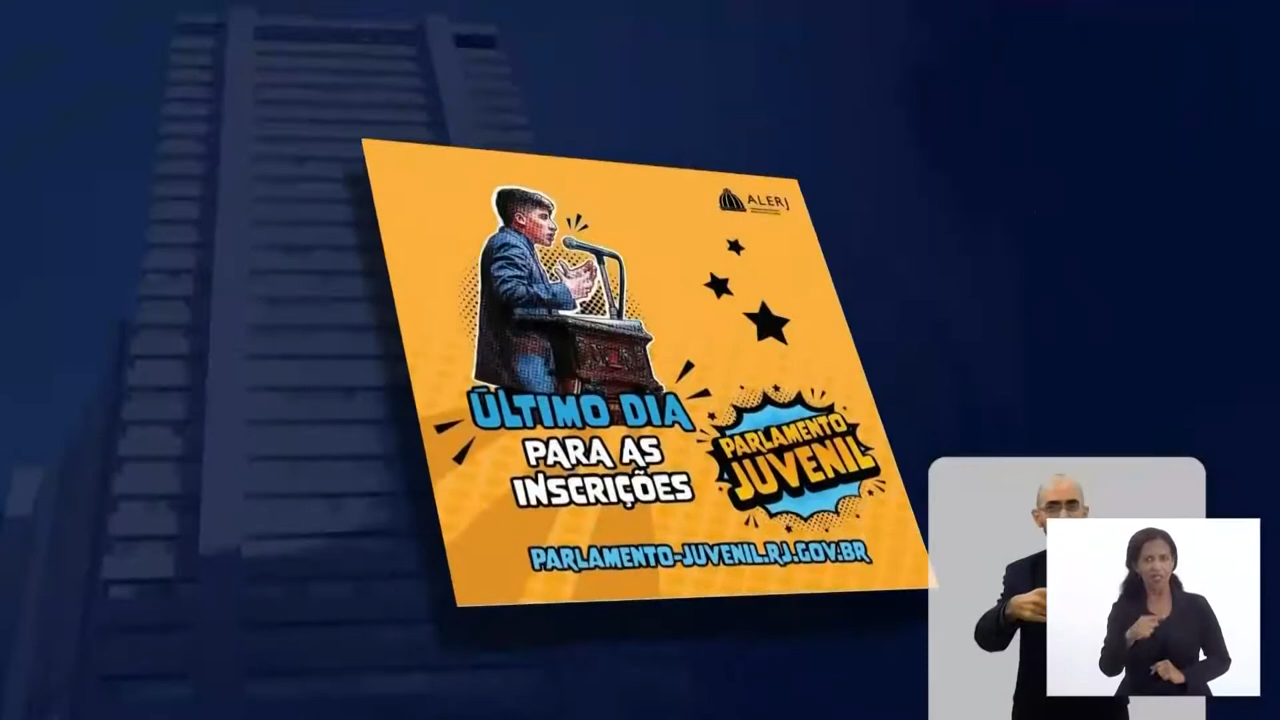 ALERJ
ÚLTIMO DIA
PARA AS
INSCRIÇÕES
PARLAMENTO
JUVENIL
PARLAMENTO-JUVENIL.RJ.GOV.BR